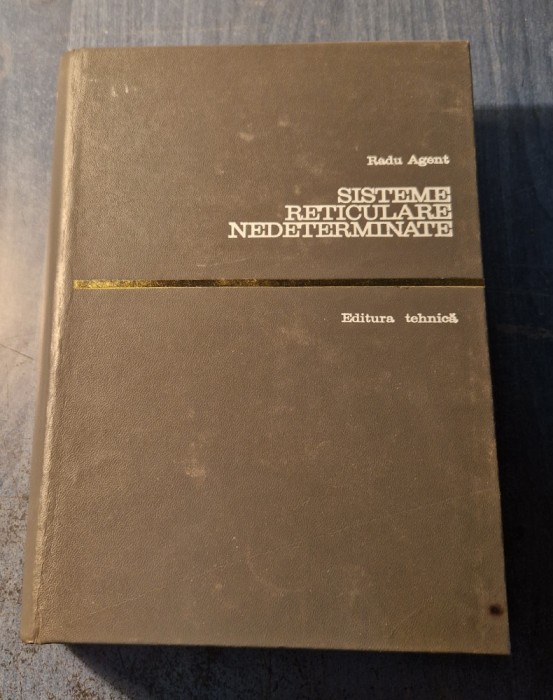 Radu Agent
SISTEME
RETICULARE
NEDETERMINATE
Editura tehnică